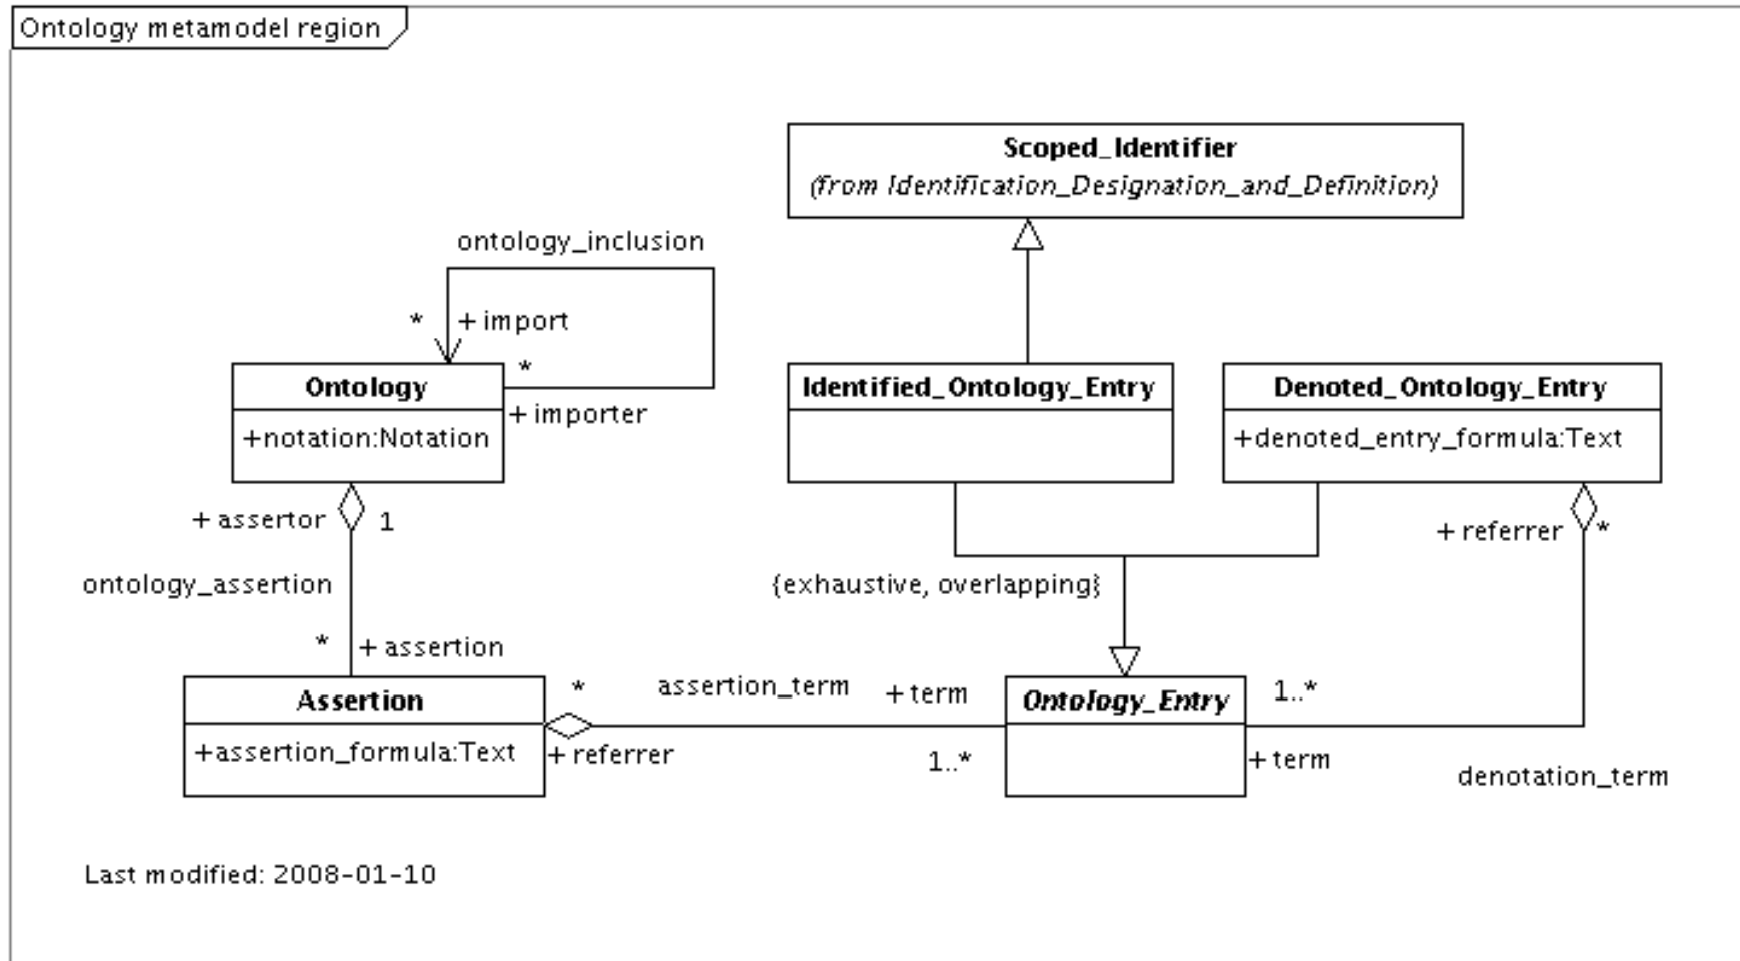 Ontology metamodel region
Scoped_Identifier
(from Identification_Designation_and_Definition)
ontology_inclusion
* + import
*
Ontology
+ importer
+notation:Notation
Identified_Ontology_Entry
Denoted_Ontology_Entry
+denoted_entry_formula:Text
+ assertor 1
+ referrer *
ontology_assertion
{exhaustive, overlapping}
* + assertion
Assertion
+assertion_formula:Text
* assertion_term + term
+ referrer 1..*
Ontology_Entry
1..*
+ term
denotation_term
Last modified: 2008-01-10